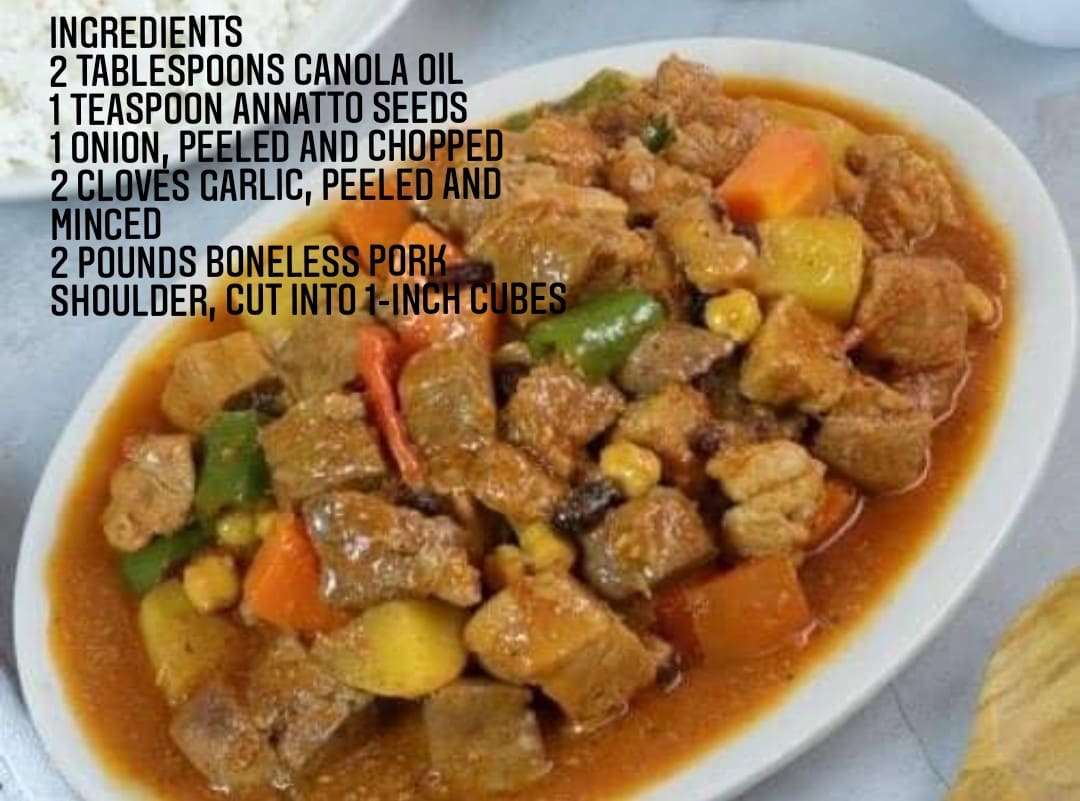 INGREDIENTS
2 TABLESPOONS CANOLA OIL
1 TEASPOON ANNATTO SEEDS
1 ONION, PEELED AND CHOPPED
2 CLOVES GARLIC, PEELED AND
MINCED
2 POUNDS BONELESS PORK
SHOULDER, CUT INTO 1-INCH CUBES